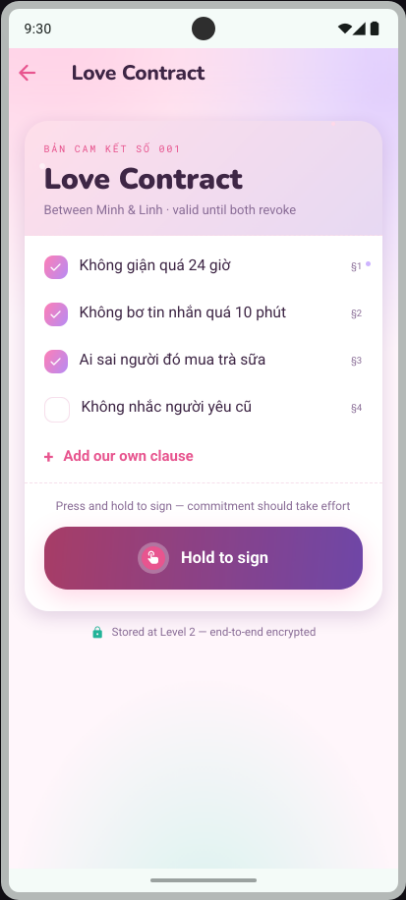 9:30
Love Contract
BẢN CAM KẾT SỐ 001
Love Contract
Between Minh & Linh · valid until both revoke
Không giận quá 24 giờ §1
Không bơ tin nhắn quá 10 phút §2
Ai sai người đó mua trà sữa §3
Không nhắc người yêu cũ §4
+ Add our own clause
Press and hold to sign — commitment should take effort
Hold to sign
Stored at Level 2 — end-to-end encrypted